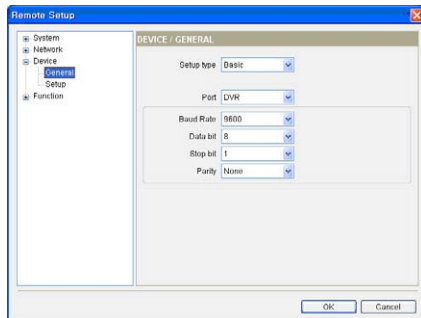 Remote Setup
System
Network
Device
General
Setup
Function
DEVICE / GENERAL
Setup type Basic
Port DVR
Baud Rate 9600
Data bit 8
Stop bit 1
Parity None
OK Cancel